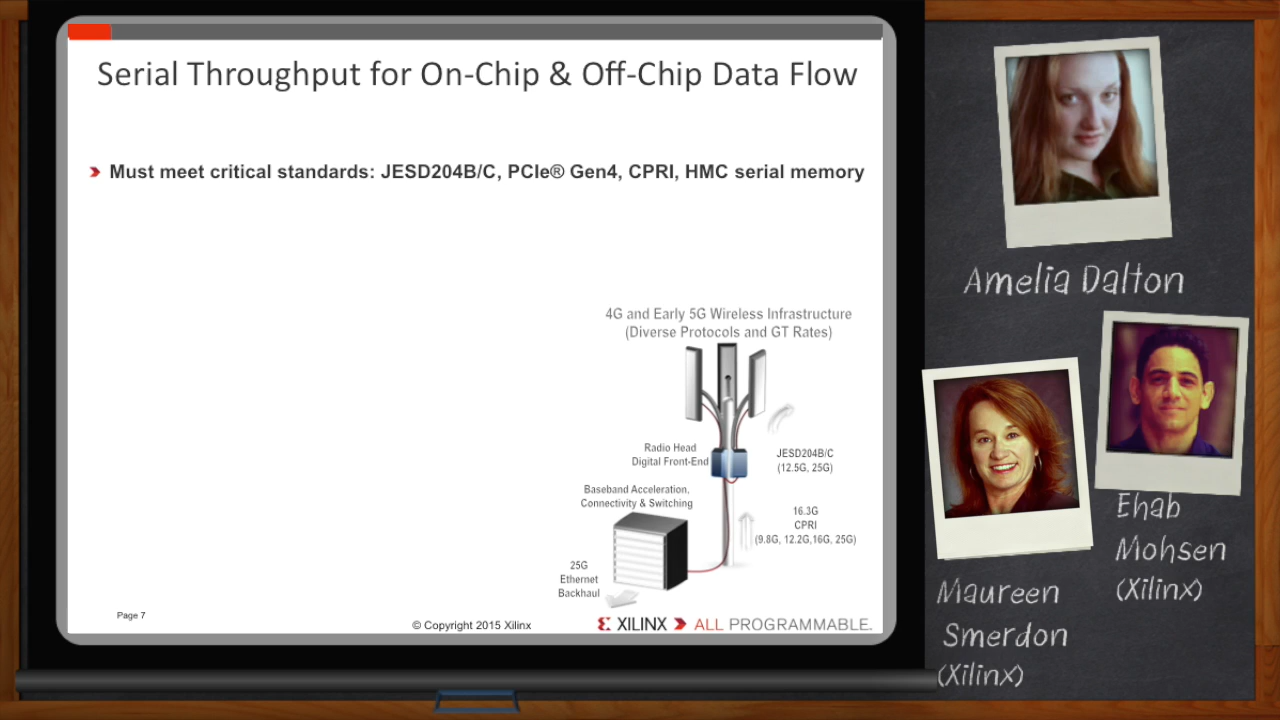 Serial Throughput for On-Chip & Off-Chip Data Flow
Must meet critical standards: JESD204B/C, PCIe® Gen4, CPRI, HMC serial memory
4G and Early 5G Wireless Infrastructure
(Diverse Protocols and GT Rates)
Radio Head
Digital Front-End
JESD204B/C
(12.5G, 25G)
Baseband Acceleration,
Connectivity & Switching
16.3G
CPRI
(9.8G, 12.2G,16G, 25G)
25G
Ethernet
Backhaul
Page 7
© Copyright 2015 Xilinx
XILINX ALL PROGRAMMABLE.
Amelia Dalton
Ehab
Mohsen
(Xilinx)
Maureen
Smerdon
(Xilinx)